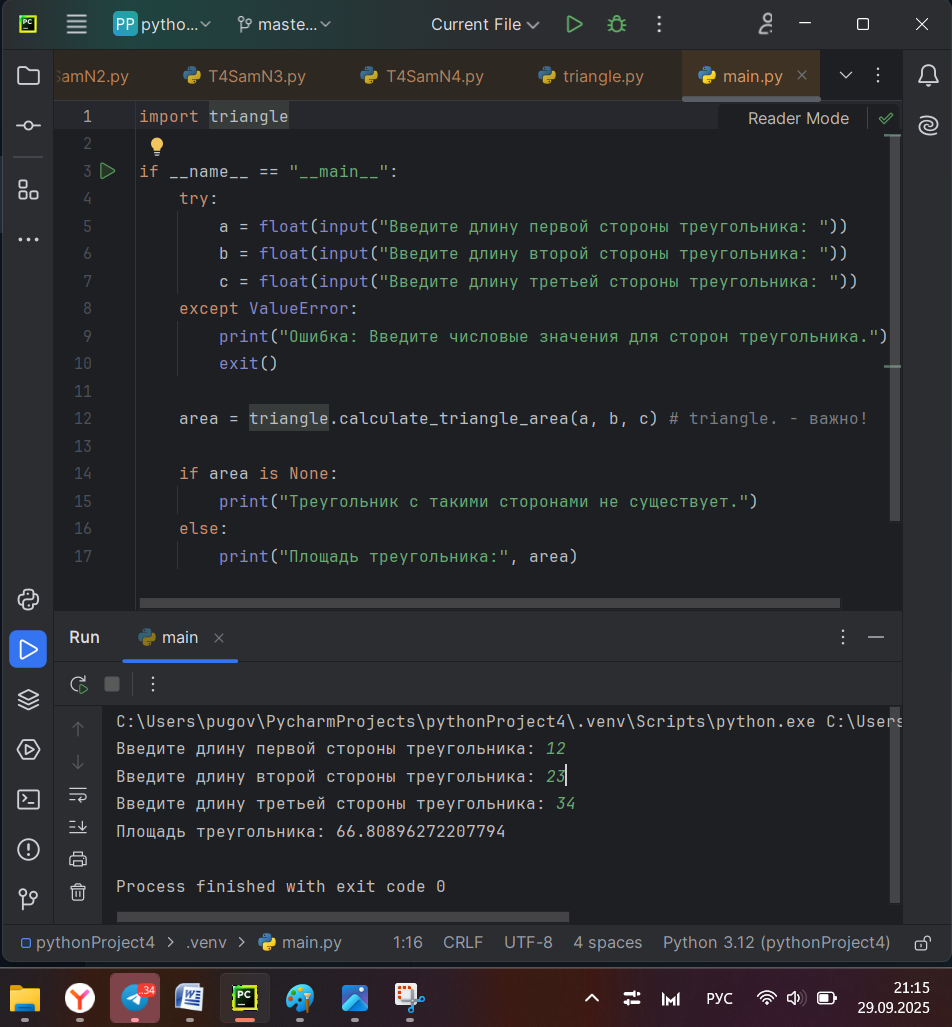 PC
PP
pytho...
maste...
Current File
SamN2.py
T4SamN3.py
T4SamN4.py
triangle.py
main.py
1 import triangle
Reader Mode
2
3 if __name__ == "__main__":
4 try:
5 a = float(input("Введите длину первой стороны треугольника: "))
6 b = float(input("Введите длину второй стороны треугольника: "))
7 c = float(input("Введите длину третьей стороны треугольника: "))
8 except ValueError:
9 print("Ошибка: Введите числовые значения для сторон треугольника.")
10 exit()
11
12 area = triangle.calculate_triangle_area(a, b, c) # triangle. - важно!
13
14 if area is None:
15 print("Треугольник с такими сторонами не существует.")
16 else:
17 print("Площадь треугольника:", area)
Run
main
C:\Users\pugov\PycharmProjects\pythonProject4\.venv\Scripts\python.exe C:\Users
Введите длину первой стороны треугольника: 12
Введите длину второй стороны треугольника: 23
Введите длину третьей стороны треугольника: 34
Площадь треугольника: 66.80896272207794
Process finished with exit code 0
pythonProject4 > .venv > main.py
1:16
CRLF
UTF-8
4 spaces
Python 3.12 (pythonProject4)
..34
W
PC
РУС
21:15
29.09.2025